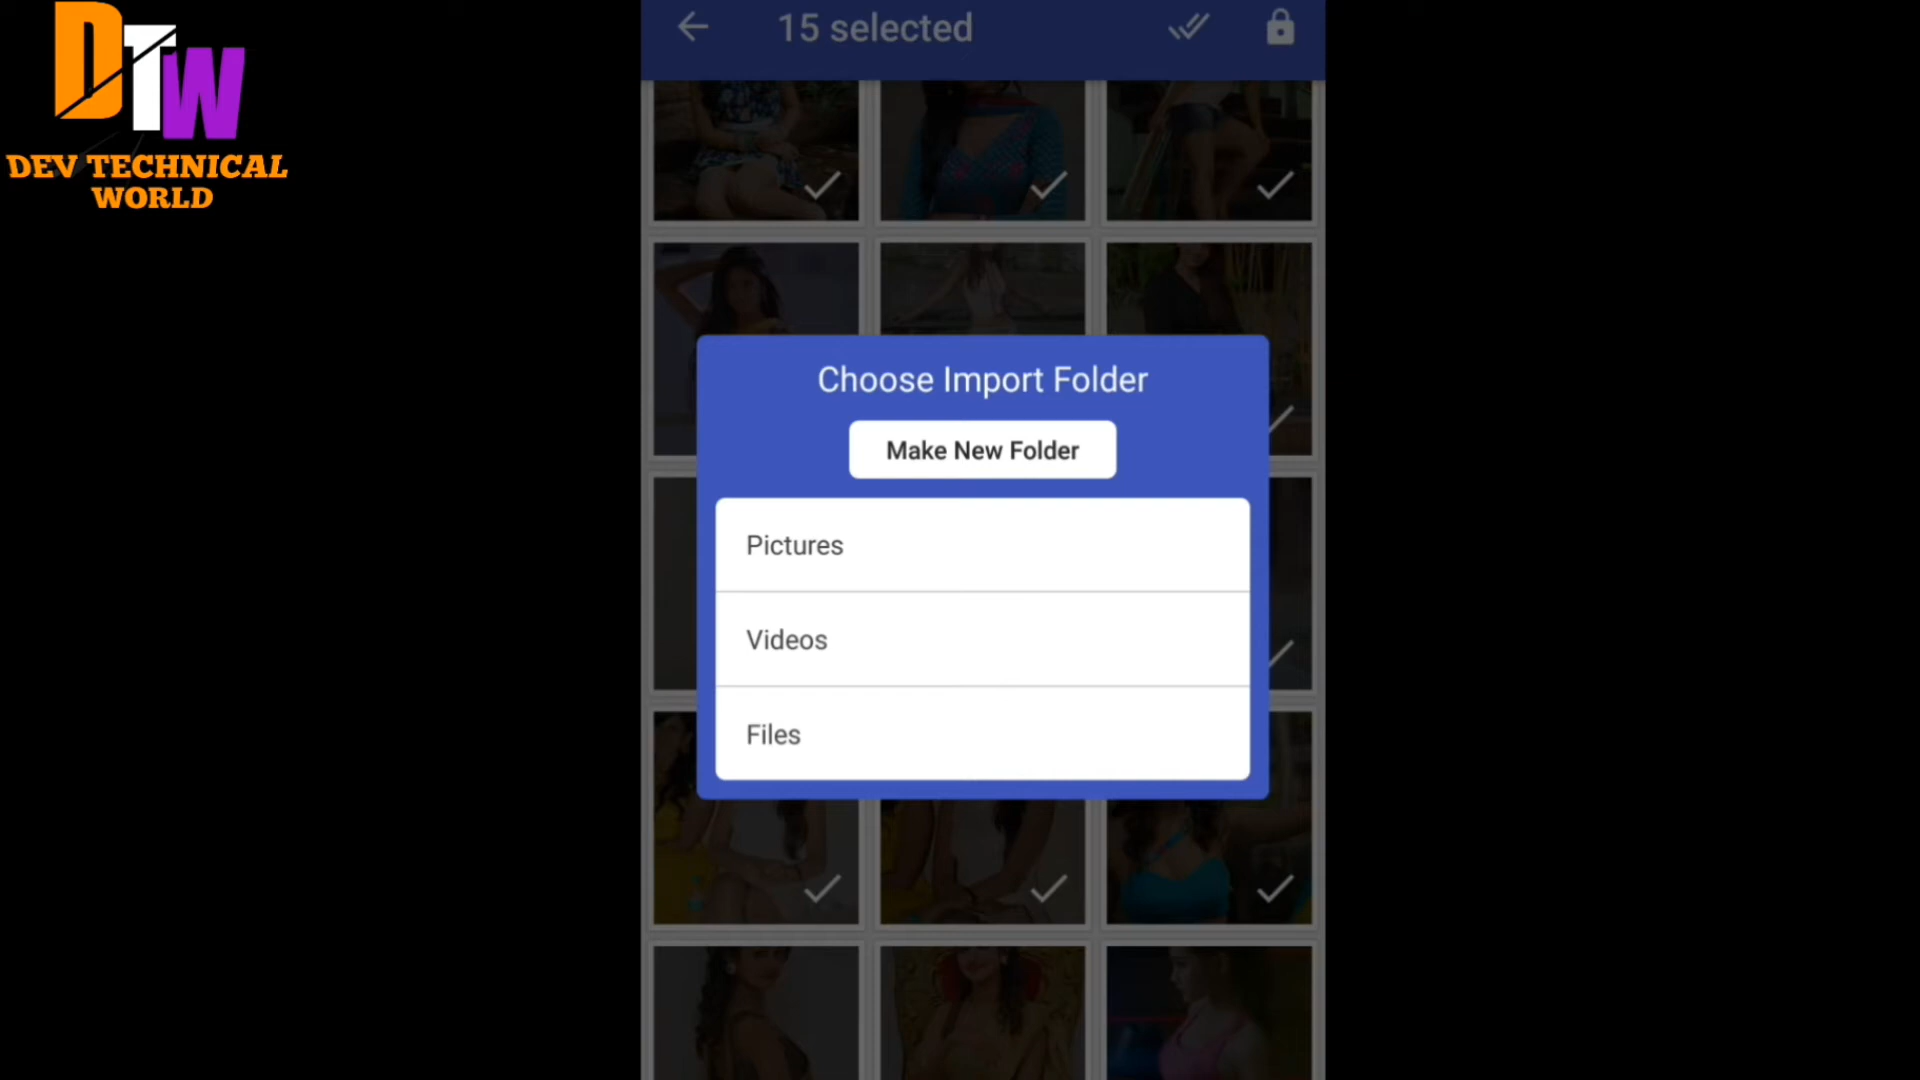 DTW
DEV TECHNICAL
WORLD
15 selected
Choose Import Folder
Make New Folder
Pictures
Videos
Files